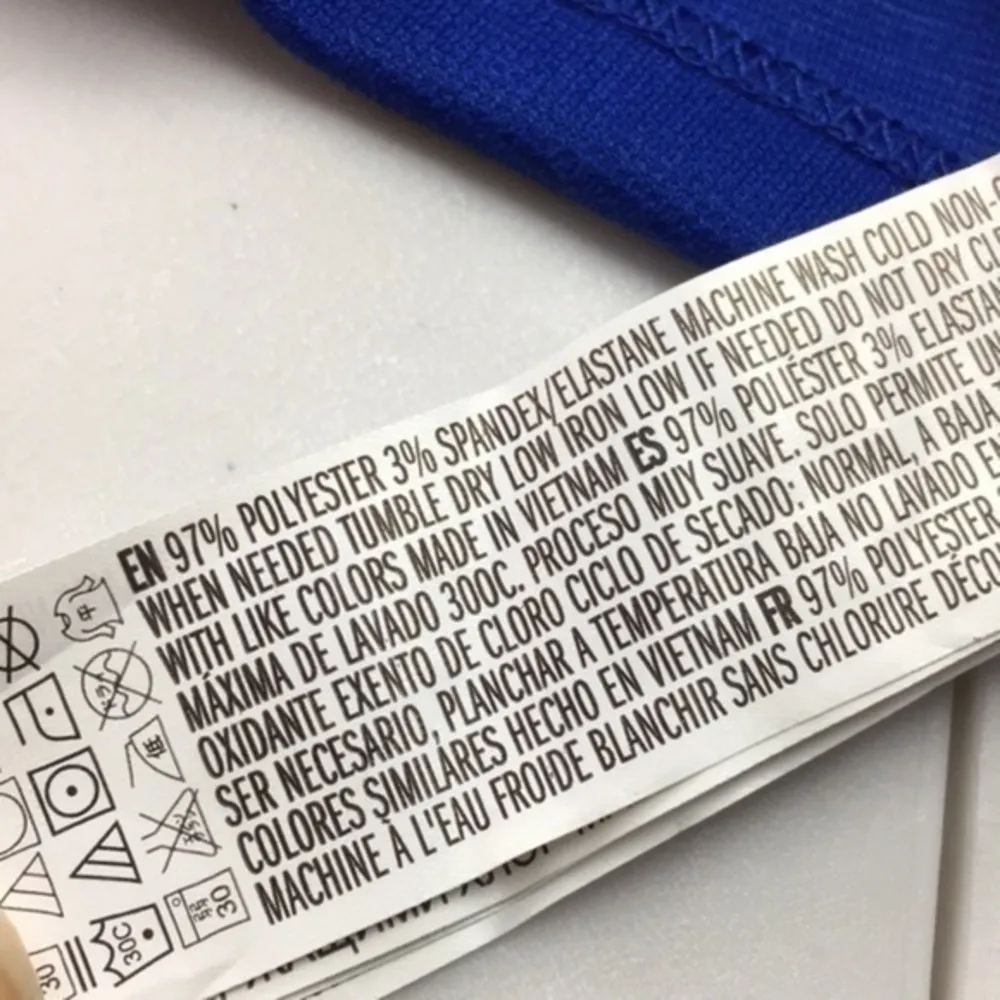 EN 97% POLYESTER 3% SPANDEX/ELASTANE MACHINE WASH COLD NON-
WHEN NEEDED TUMBLE DRY LOW IRON LOW IF NEEDED DO NOT DRY
WITH LIKE COLORS MADE IN VIETNAM ES 97% POLIÉSTER 3%
MÁXIMA DE LAVADO 300C. PROCESO MUY SUAVE. SOLO PERMITE
OXIDANTE EXENTO DE CLORO CICLO DE SECADO: NORMAL, A BAJA
SER NECESARIO, PLANCHAR A TEMPERATURA BAJA NO LAVADO
COLORES SIMILARES HECHO EN VIETNAM FR 97% POLYESTER
MACHINE À L'EAU FROIDE BLANCHIR SANS CHLORURE
中
低
30C
30
30